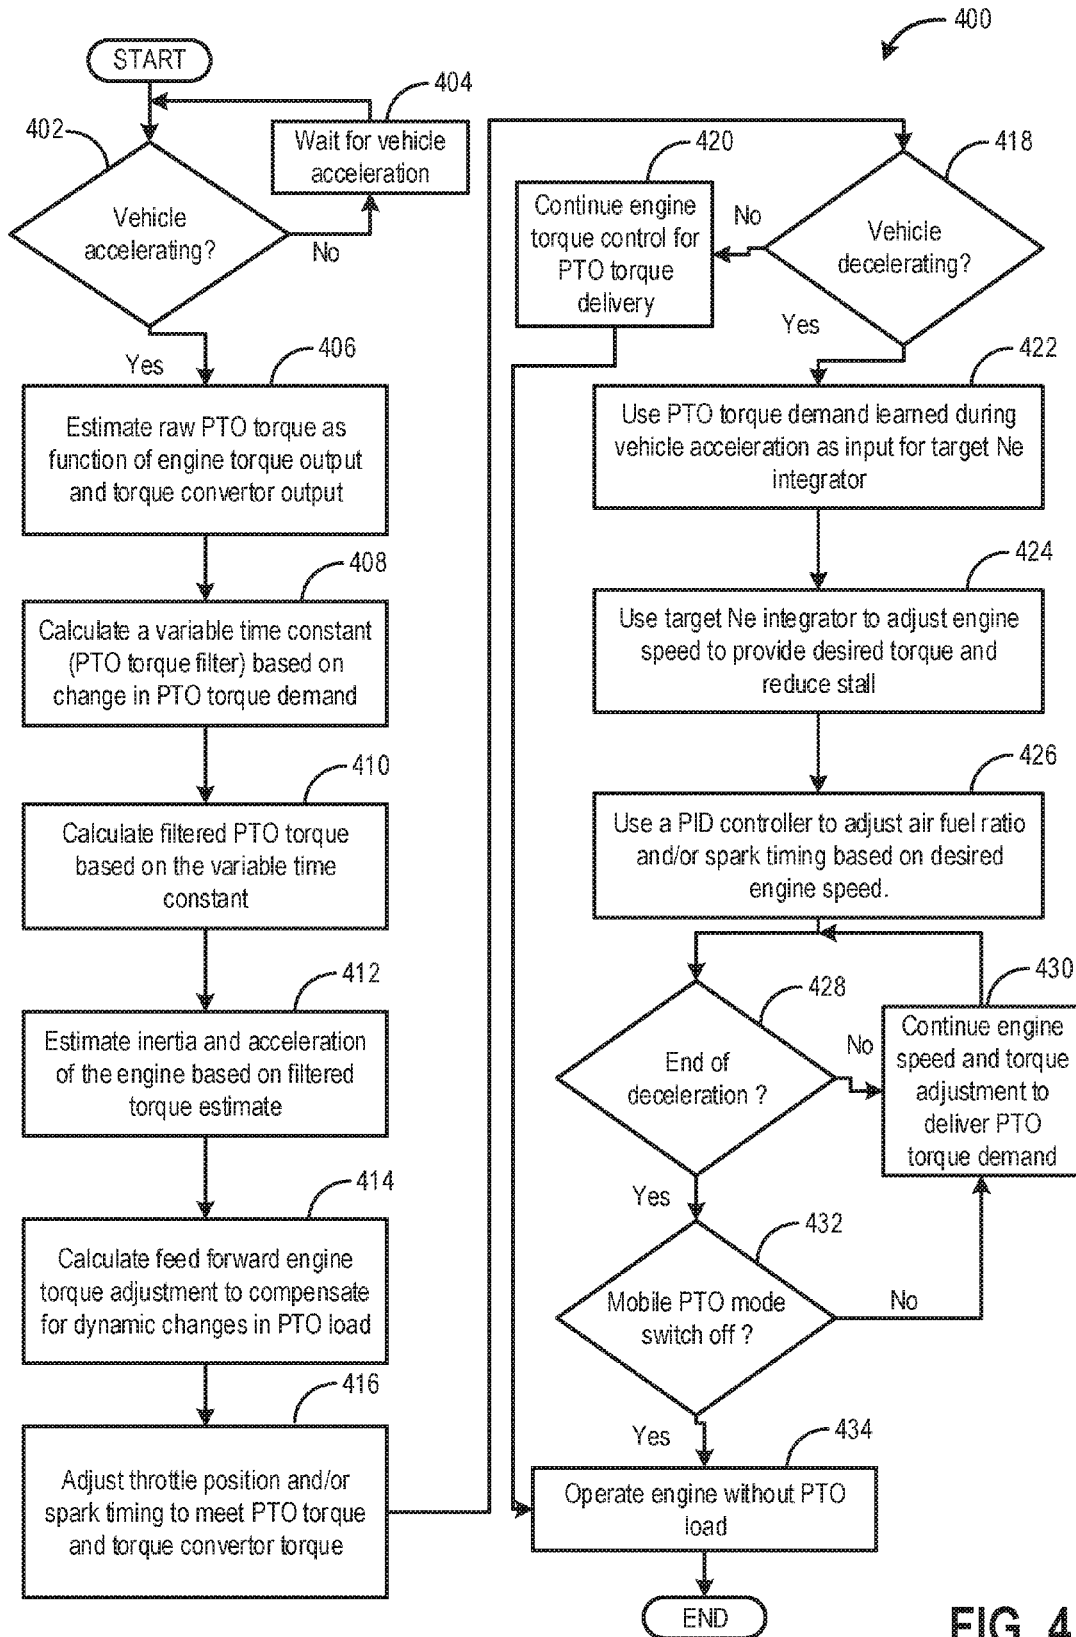 400
START
404
402
Wait for vehicle
acceleration
Vehicle
accelerating?
No
Yes
406
Estimate raw PTO torque as
function of engine torque output
and torque convertor output
408
Calculate a variable time constant
(PTO torque filter) based on
change in PTO torque demand
410
Calculate filtered PTO torque
based on the variable time
constant
412
Estimate inertia and acceleration
of the engine based on filtered
torque estimate
414
Calculate feed forward engine
torque adjustment to compensate
for dynamic changes in PTO load
416
Adjust throttle position and/or
spark timing to meet PTO torque
and torque convertor torque
418
Vehicle
decelerating?
No
420
Continue engine
torque control for
PTO torque
delivery
Yes
422
Use PTO torque demand learned during
vehicle acceleration as input for target Ne
integrator
424
Use target Ne integrator to adjust engine
speed to provide desired torque and
reduce stall
426
Use a PID controller to adjust air fuel ratio
and/or spark timing based on desired
engine speed.
428
End of
deceleration ?
No
430
Continue engine
speed and torque
adjustment to
deliver PTO
torque demand
Yes
432
Mobile PTO mode
switch off ?
No
Yes
434
Operate engine without PTO
load
END
FIG. 4